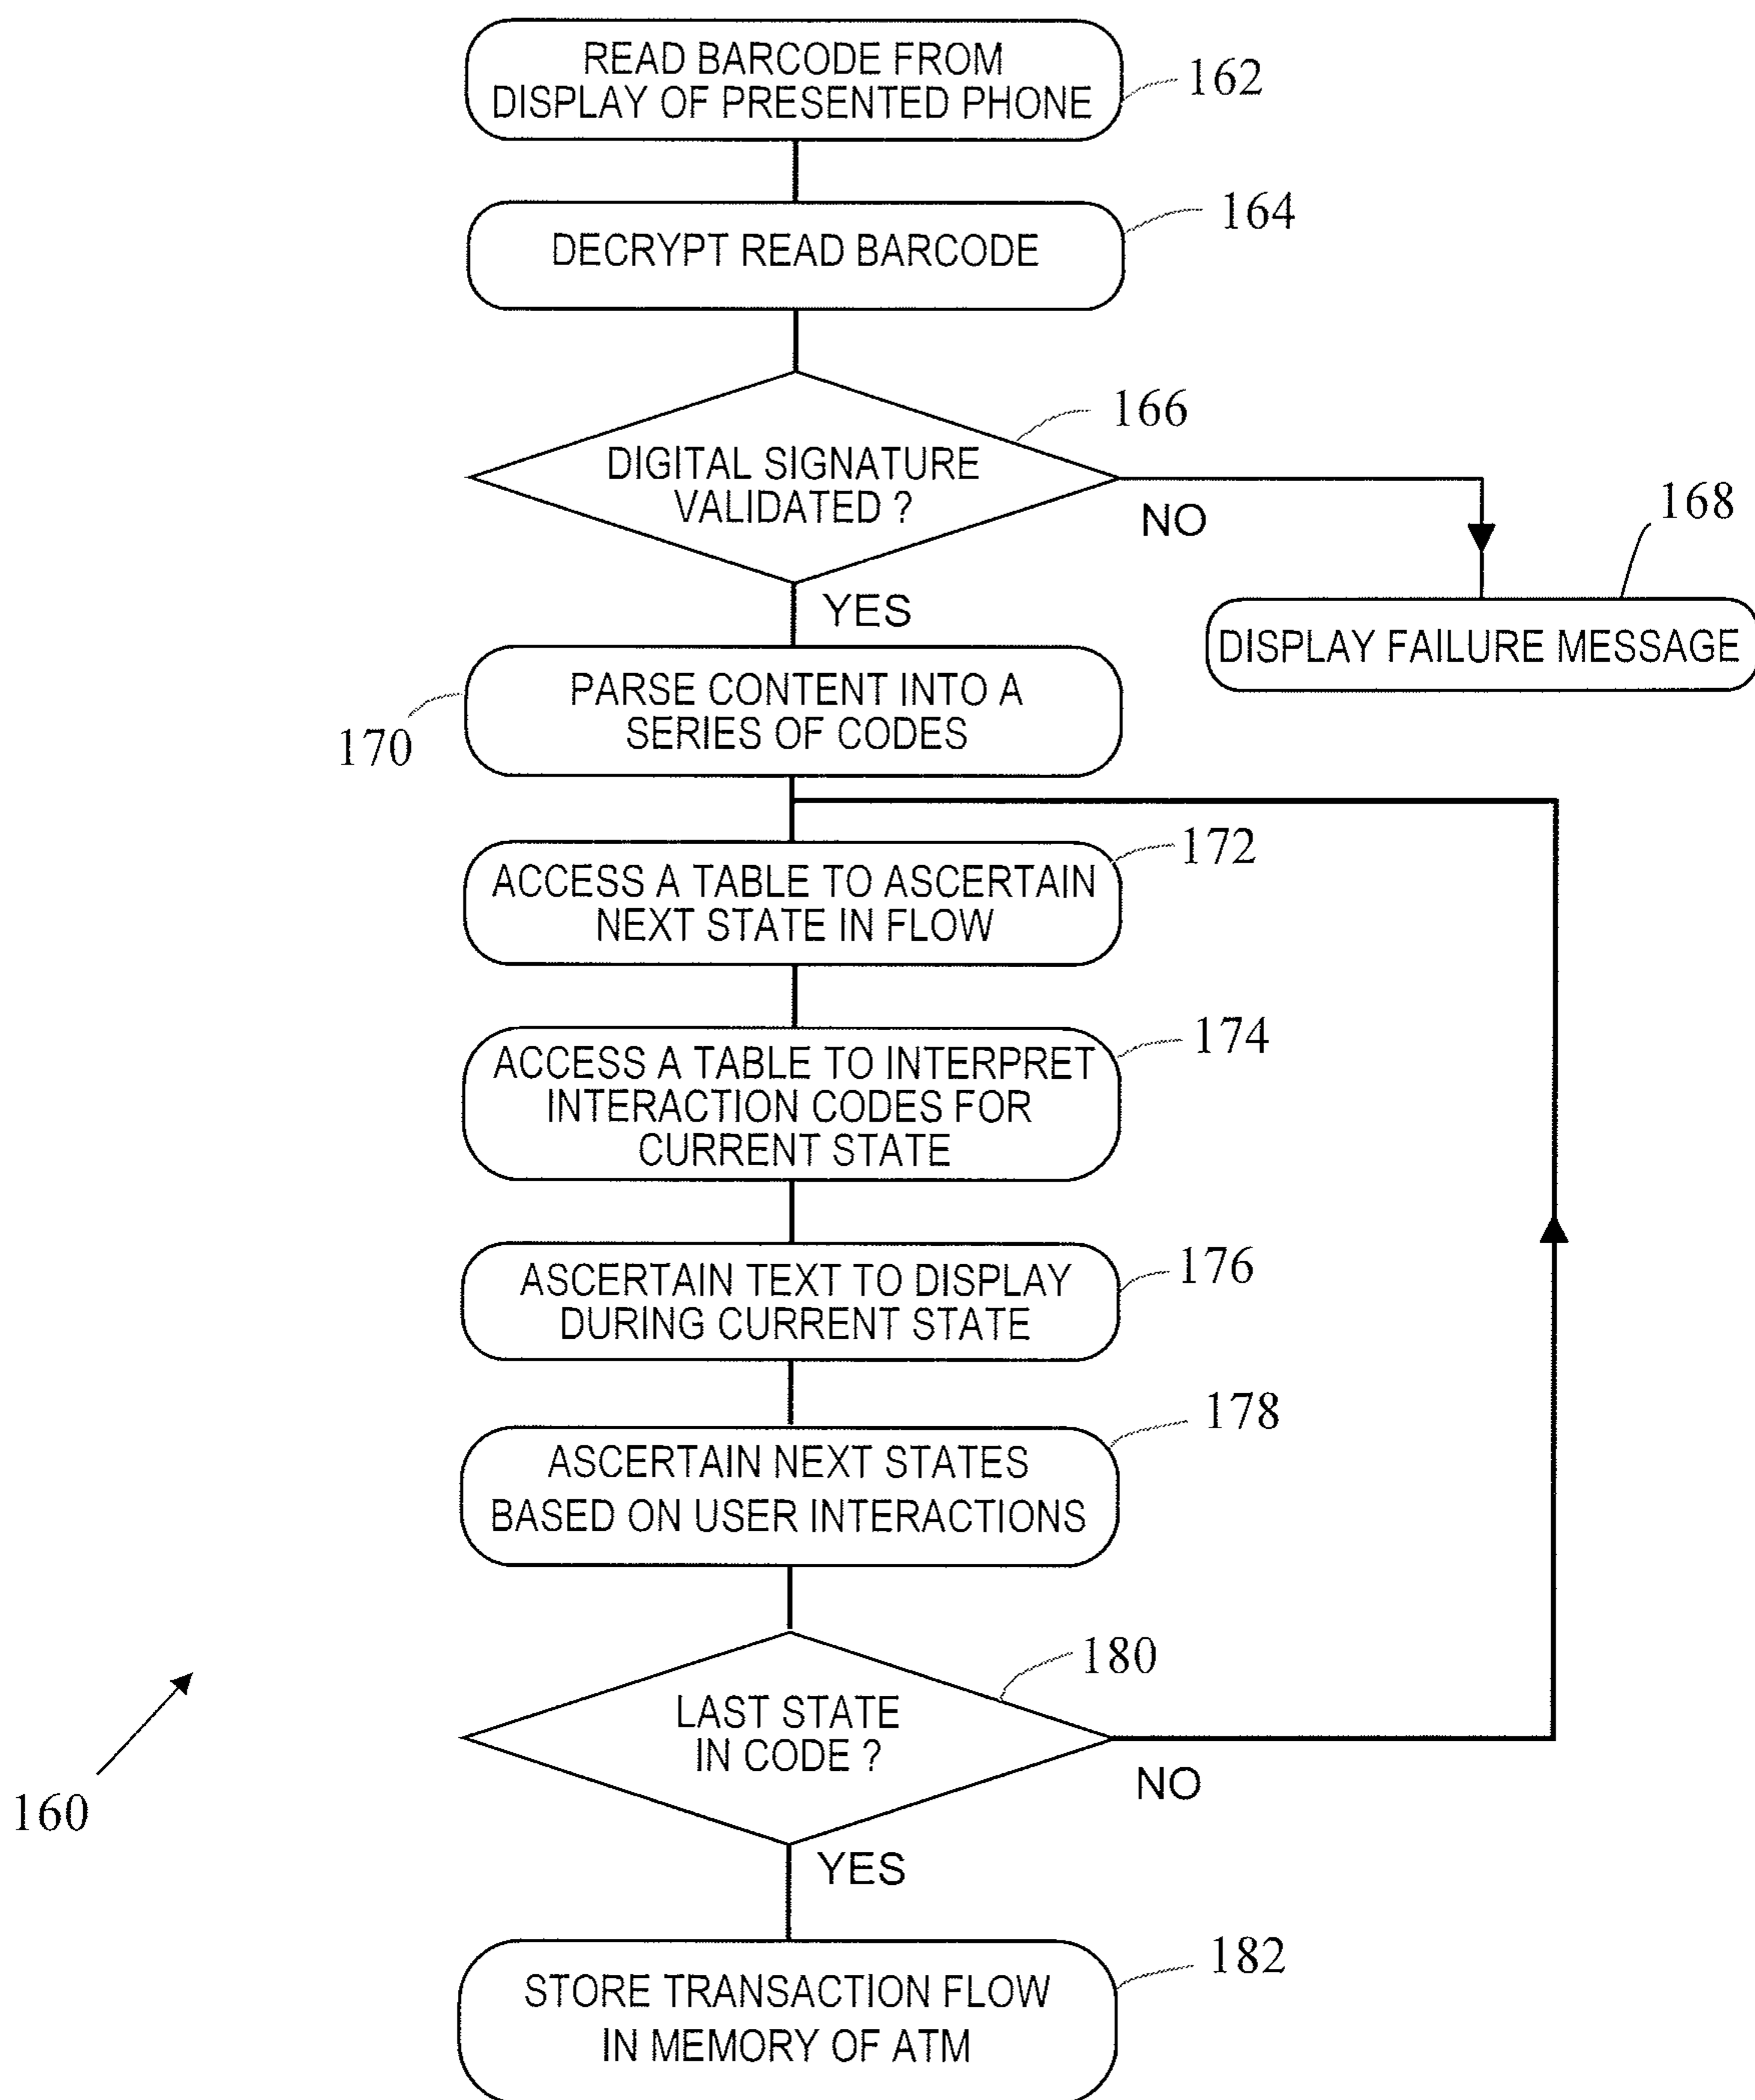 READ BARCODE FROM
DISPLAY OF PRESENTED PHONE
162
DECRYPT READ BARCODE
164
DIGITAL SIGNATURE
VALIDATED ?
166
NO
168
DISPLAY FAILURE MESSAGE
YES
PARSE CONTENT INTO A
SERIES OF CODES
170
ACCESS A TABLE TO ASCERTAIN
NEXT STATE IN FLOW
172
ACCESS A TABLE TO INTERPRET
INTERACTION CODES FOR
CURRENT STATE
174
ASCERTAIN TEXT TO DISPLAY
DURING CURRENT STATE
176
ASCERTAIN NEXT STATES
BASED ON USER INTERACTIONS
178
LAST STATE
IN CODE ?
180
NO
160
YES
STORE TRANSACTION FLOW
IN MEMORY OF ATM
182